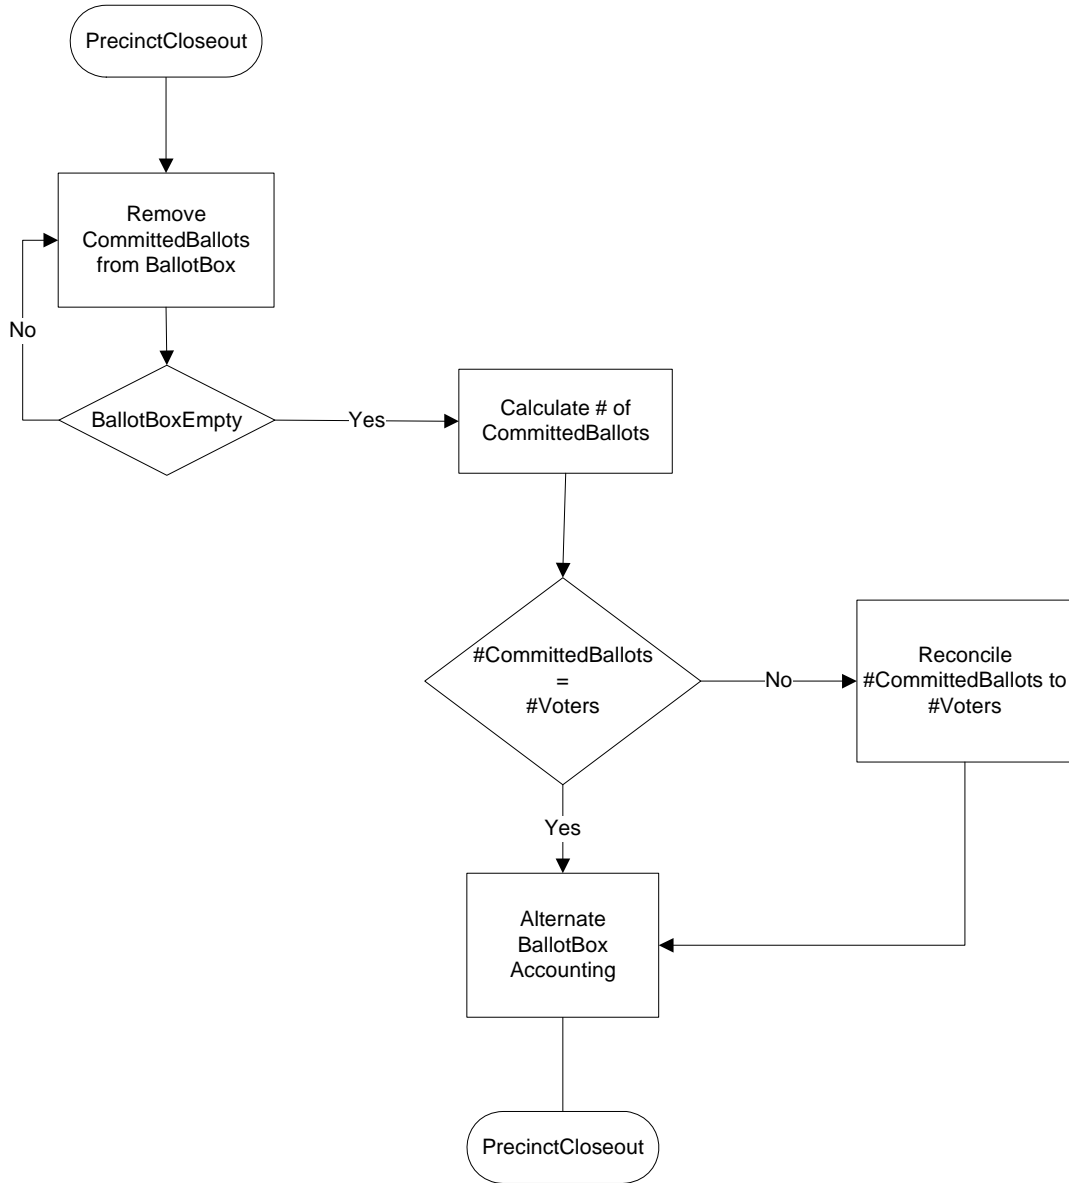 PrecinctCloseout
Remove
CommittedBallots
from BallotBox
No
BallotBoxEmpty
Yes
Calculate # of
CommittedBallots
#CommittedBallots
=
#Voters
No
Reconcile
#CommittedBallots to
#Voters
Yes
Alternate
BallotBox
Accounting
PrecinctCloseout